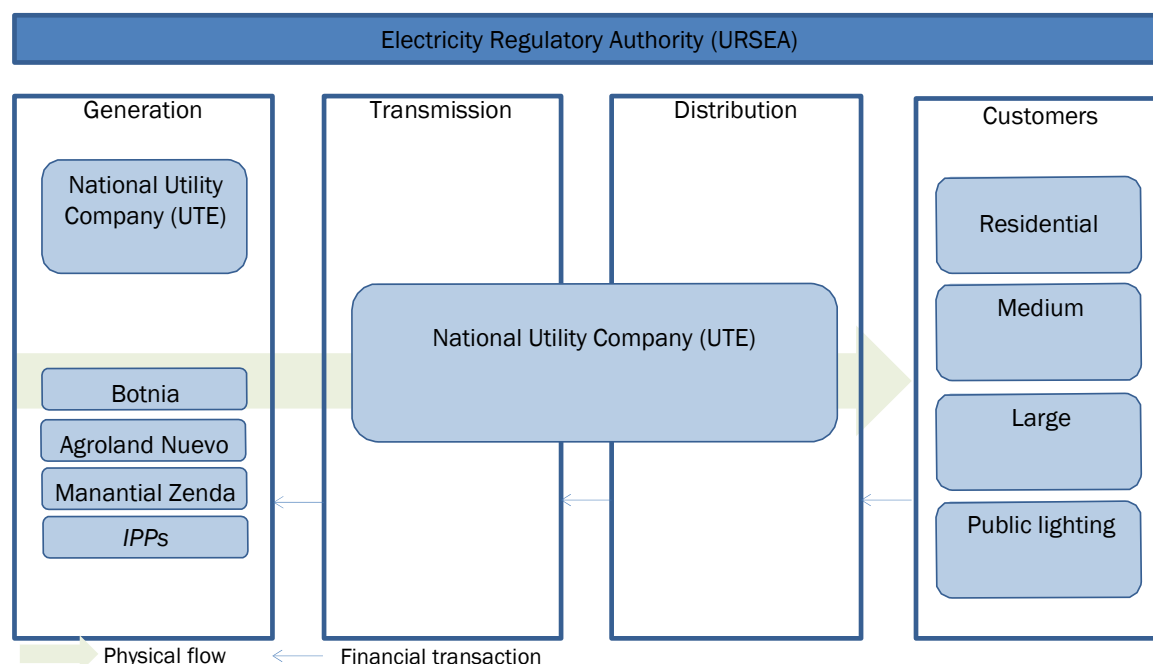 Electricity Regulatory Authority (URSEA)
Generation
National Utility
Company (UTE)
Botnia
Agroland Nuevo
Manantial Zenda
IPPs
Transmission
Distribution
National Utility Company (UTE)
Customers
Residential
Medium
Large
Public lighting
Physical flow
Financial transaction